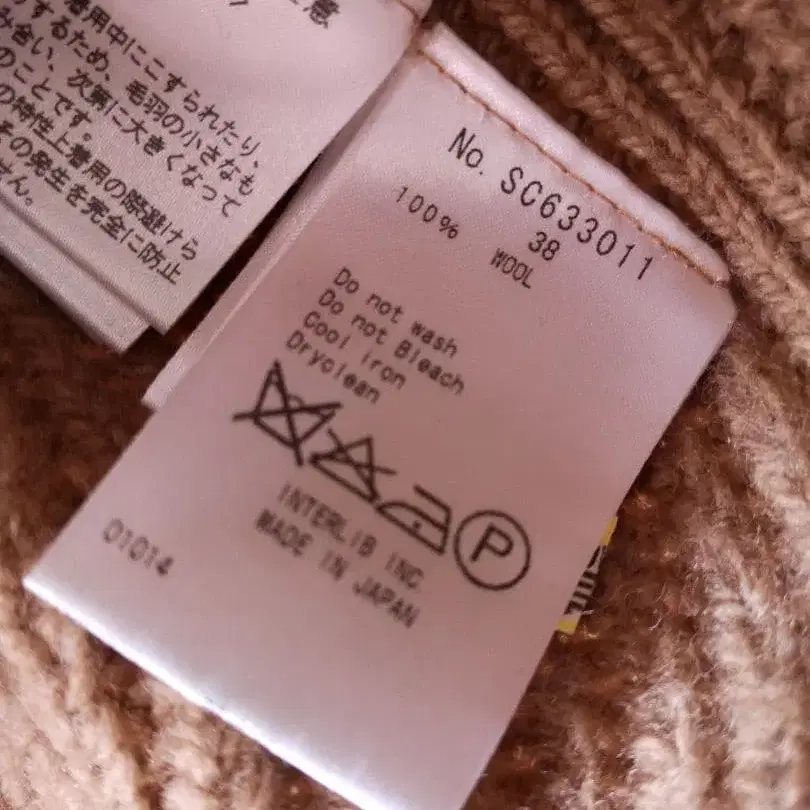 意
着用中にこすられたり、
するため、毛羽の小さなも
み合い、次第に大きくなって
のことです。
の特性上着用の際避けら
その発生を完全に防止
せん。
No. SC633011
38
100% WOOL
Do not wash
Do not Bleach
Cool iron
Dryclean
P
INTERLIB INC.
MADE IN JAPAN
01014